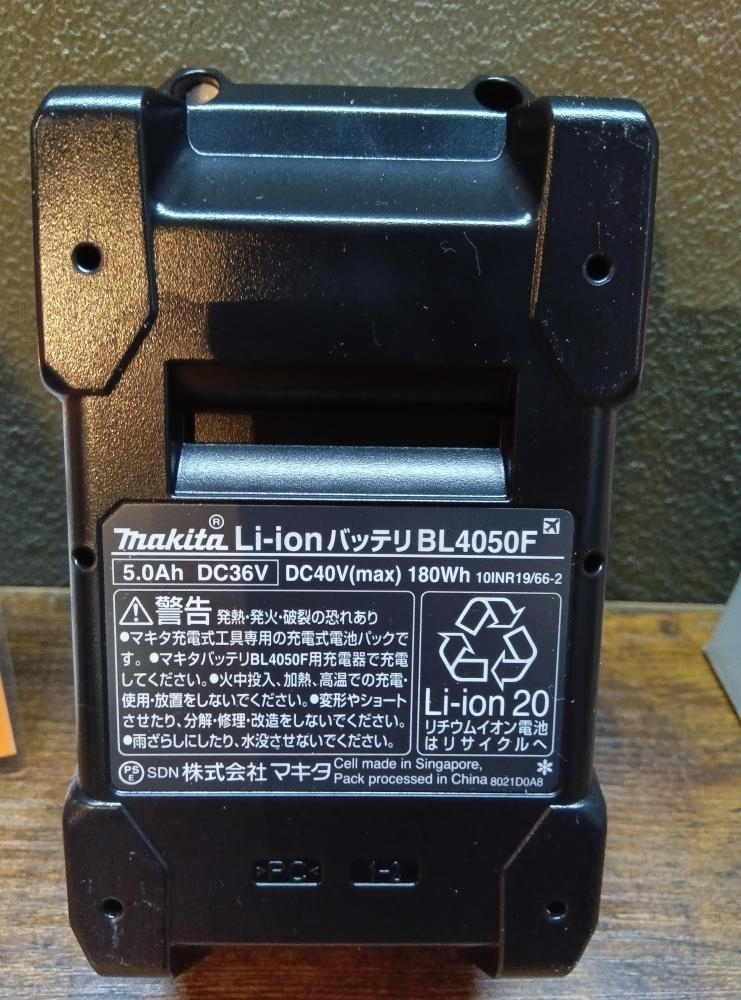 makita® Li-ion バッテリ BL4050F
5.0Ah DC36V DC40V(max) 180Wh 10INR19/66-2
警告 発熱・発火・破裂の恐れあり
●マキタ充電式工具専用の充電式電池パックで
す。●マキタバッテリBL4050F用充電器で充電
してください。●火中投入、加熱、高温での充電・
使用・放置をしないでください。●変形やショート
させたり、分解・修理・改造をしないでください。
●雨ざらしにしたり、水没させないでください。
Li-ion 20
リチウムイオン電池
はリサイクルへ
PS E SDN 株式会社 マキタ
Cell made in Singapore,
Pack processed in China 8021D0A8
>PC< 1-1